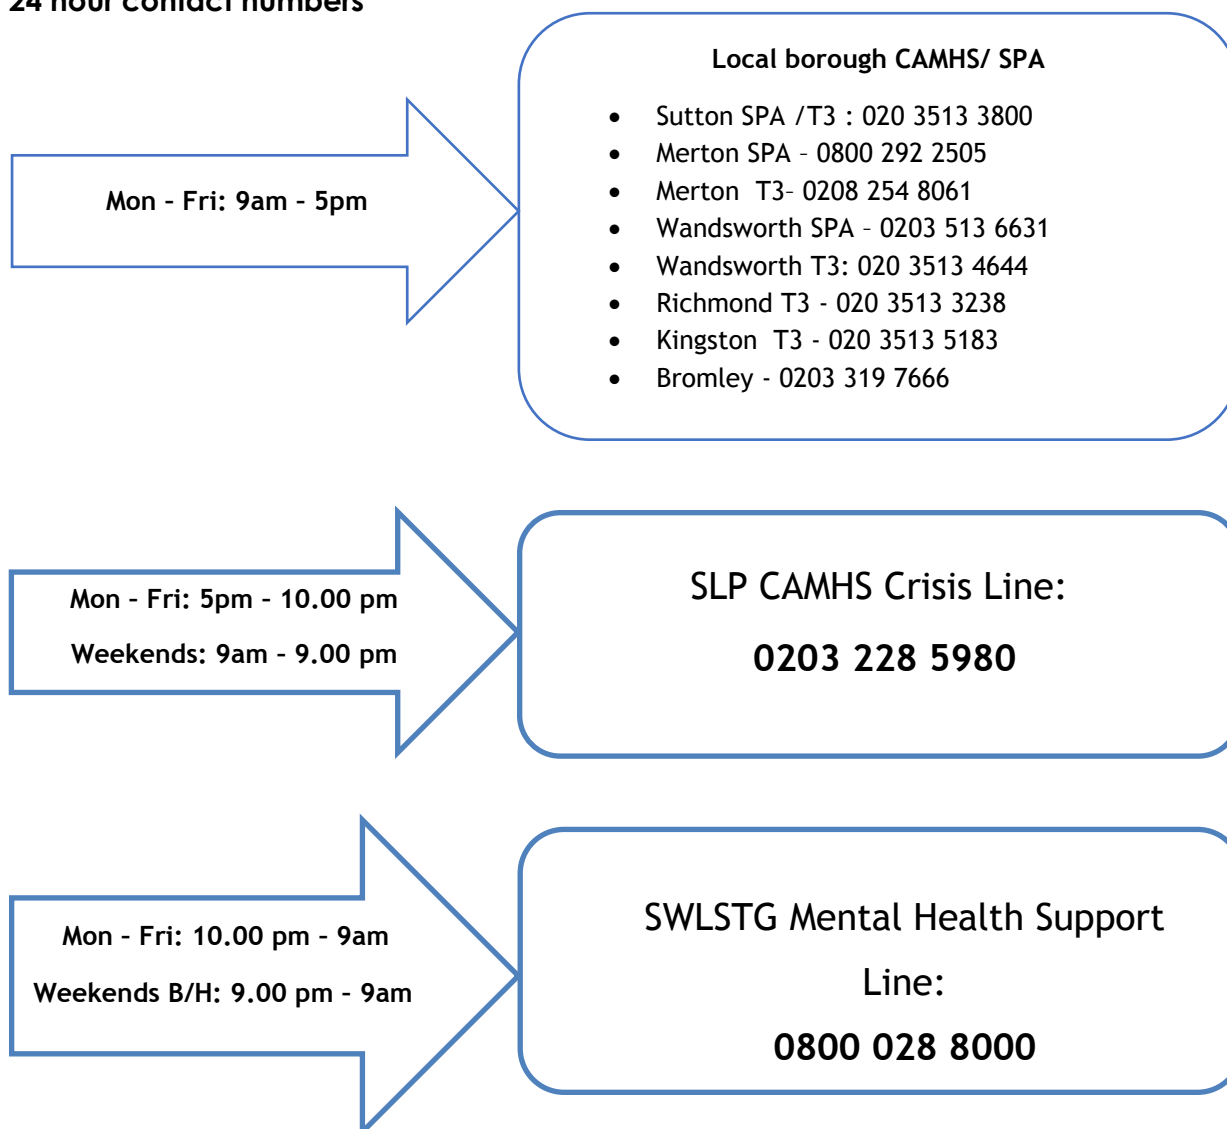 24 hour contact numbers
Local borough CAMHS/ SPA
• Sutton SPA /T3 : 020 3513 3800
• Merton SPA – 0800 292 2505
• Merton  T3– 0208 254 8061
• Wandsworth SPA – 0203 513 6631
• Wandsworth T3: 020 3513 4644
• Richmond T3 - 020 3513 3238
• Kingston  T3 - 020 3513 5183
• Bromley - 0203 319 7666
Mon – Fri: 9am – 5pm
Mon – Fri: 5pm – 10.00 pm
Weekends: 9am – 9.00 pm
SLP CAMHS Crisis Line:
0203 228 5980
Mon – Fri: 10.00 pm – 9am
Weekends B/H: 9.00 pm – 9am
SWLSTG Mental Health Support
Line:
0800 028 8000